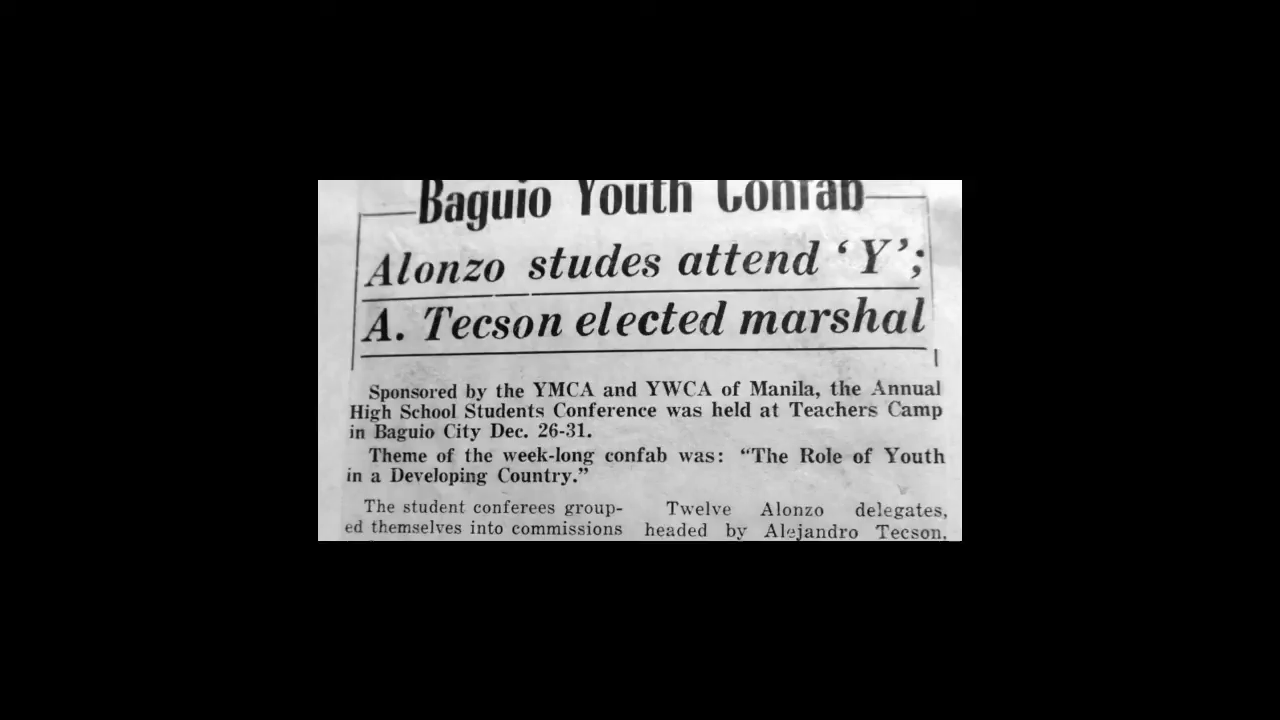 Baguio Youth Confab
Alonzo studes attend ‘Y’;
A. Tecson elected marshal
Sponsored by the YMCA and YWCA of Manila, the Annual
High School Students Conference was held at Teachers Camp
in Baguio City Dec. 26-31.
Theme of the week-long confab was: “The Role of Youth
in a Developing Country.”
The student conferees group-
ed themselves into commissions
Twelve Alonzo delegates,
headed by Alejandro Tecson,